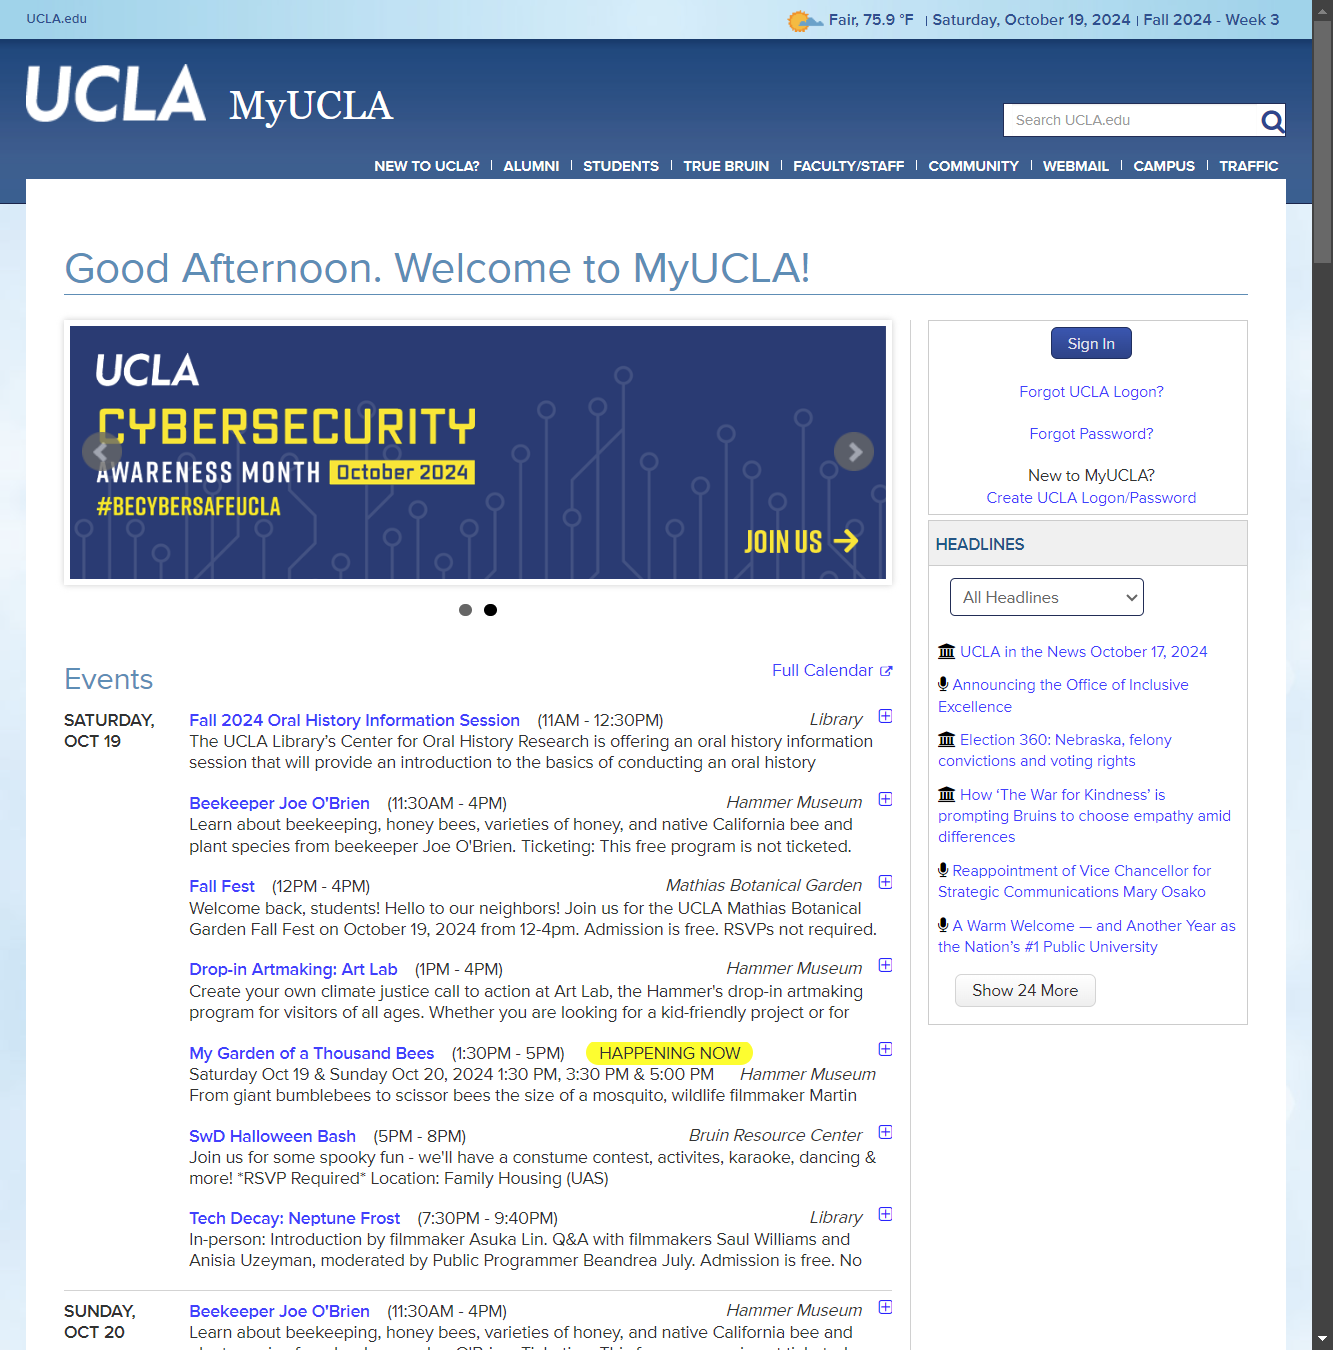 UCLA.edu
Fair, 75.9 °F | Saturday, October 19, 2024 | Fall 2024 - Week 3
UCLA MyUCLA
Search UCLA.edu
NEW TO UCLA? | ALUMNI | STUDENTS | TRUE BRUIN | FACULTY/STAFF | COMMUNITY | WEBMAIL | CAMPUS | TRAFFIC
Good Afternoon. Welcome to MyUCLA!
UCLA
CYBERSECURITY
AWARENESS MONTH October 2024
#BECYBERSAFEUCLA
JOIN US
Events
Full Calendar
SATURDAY,
OCT 19
Fall 2024 Oral History Information Session (11AM - 12:30PM) Library
The UCLA Library’s Center for Oral History Research is offering an oral history information
session that will provide an introduction to the basics of conducting an oral history
Beekeeper Joe O'Brien (11:30AM - 4PM) Hammer Museum
Learn about beekeeping, honey bees, varieties of honey, and native California bee and
plant species from beekeeper Joe O'Brien. Ticketing: This free program is not ticketed.
Fall Fest (12PM - 4PM) Mathias Botanical Garden
Welcome back, students! Hello to our neighbors! Join us for the UCLA Mathias Botanical
Garden Fall Fest on October 19, 2024 from 12-4pm. Admission is free. RSVPs not required.
Drop-in Artmaking: Art Lab (1PM - 4PM) Hammer Museum
Create your own climate justice call to action at Art Lab, the Hammer's drop-in artmaking
program for visitors of all ages. Whether you are looking for a kid-friendly project or for
My Garden of a Thousand Bees (1:30PM - 5PM) HAPPENING NOW
Saturday Oct 19 & Sunday Oct 20, 2024 1:30 PM, 3:30 PM & 5:00 PM Hammer Museum
From giant bumblebees to scissor bees the size of a mosquito, wildlife filmmaker Martin
SwD Halloween Bash (5PM - 8PM) Bruin Resource Center
Join us for some spooky fun - we'll have a constume contest, activites, karaoke, dancing &
more! *RSVP Required* Location: Family Housing (UAS)
Tech Decay: Neptune Frost (7:30PM - 9:40PM) Library
In-person: Introduction by filmmaker Asuka Lin. Q&A with filmmakers Saul Williams and
Anisia Uzeyman, moderated by Public Programmer Beandrea July. Admission is free. No
SUNDAY,
OCT 20
Beekeeper Joe O'Brien (11:30AM - 4PM) Hammer Museum
Learn about beekeeping, honey bees, varieties of honey, and native California bee and
Sign In
Forgot UCLA Logon?
Forgot Password?
New to MyUCLA?
Create UCLA Logon/Password
HEADLINES
All Headlines
UCLA in the News October 17, 2024
Announcing the Office of Inclusive
Excellence
Election 360: Nebraska, felony
convictions and voting rights
How ‘The War for Kindness’ is
prompting Bruins to choose empathy amid
differences
Reappointment of Vice Chancellor for
Strategic Communications Mary Osako
A Warm Welcome — and Another Year as
the Nation’s #1 Public University
Show 24 More